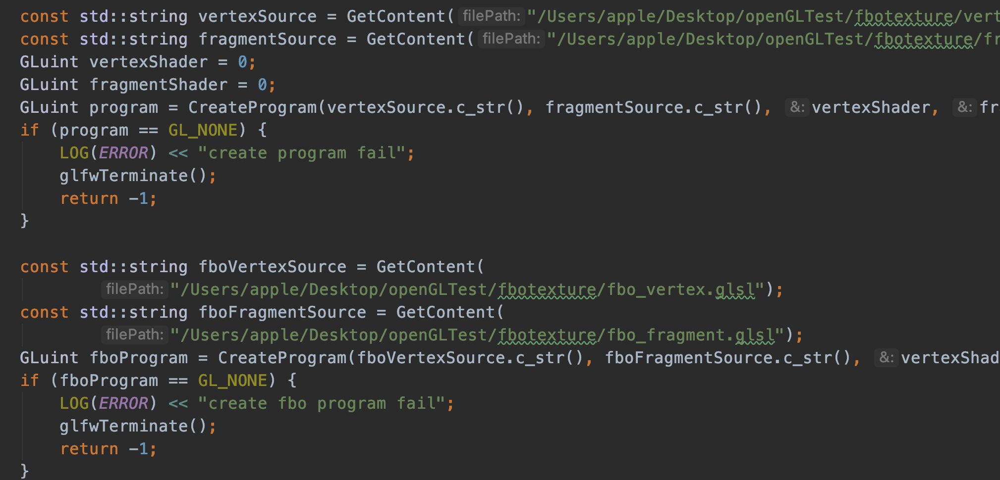 const std::string vertexSource = GetContent( filePath: "/Users/apple/Desktop/openGLTest/fbotexture/vert
const std::string fragmentSource = GetContent( filePath: "/Users/apple/Desktop/openGLTest/fbotexture/fr
GLuint vertexShader = 0;
GLuint fragmentShader = 0;
GLuint program = CreateProgram(vertexSource.c_str(), fragmentSource.c_str(), &: vertexShader, &: fr
if (program == GL_NONE) {
    LOG(ERROR) << "create program fail";
    glfwTerminate();
    return -1;
}
const std::string fboVertexSource = GetContent(
        filePath: "/Users/apple/Desktop/openGLTest/fbotexture/fbo_vertex.glsl");
const std::string fboFragmentSource = GetContent(
        filePath: "/Users/apple/Desktop/openGLTest/fbotexture/fbo_fragment.glsl");
GLuint fboProgram = CreateProgram(fboVertexSource.c_str(), fboFragmentSource.c_str(), &: vertexShad
if (fboProgram == GL_NONE) {
    LOG(ERROR) << "create fbo program fail";
    glfwTerminate();
    return -1;
}